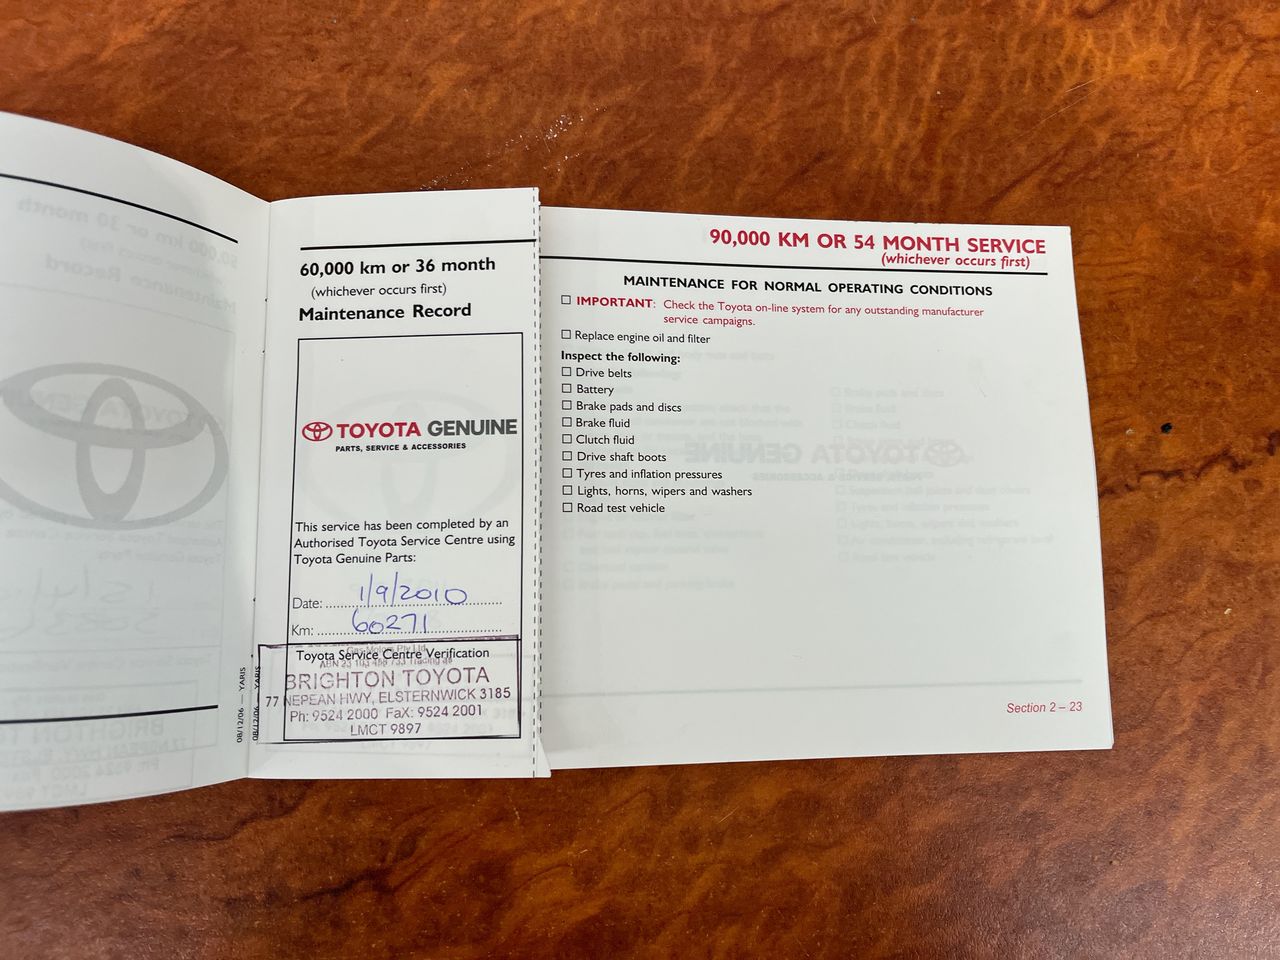 60,000 km or 36 month
(whichever occurs first)
Maintenance Record
TOYOTA GENUINE
PARTS, SERVICE & ACCESSORIES
This service has been completed by an
Authorised Toyota Service Centre using
Toyota Genuine Parts:
Date: 1/9/2010
Km: 60271
Toyota Service Centre Verification
BRIGHTON TOYOTA
77 NEPEAN HWY, ELSTERNWICK 3185
Ph: 9524 2000 FaX: 9524 2001
LMCT 9897
08/12/06 — YARIS
08/12/06 — YARIS
90,000 KM OR 54 MONTH SERVICE
(whichever occurs first)
MAINTENANCE FOR NORMAL OPERATING CONDITIONS
IMPORTANT: Check the Toyota on-line system for any outstanding manufacturer
service campaigns.
Replace engine oil and filter
Inspect the following:
Drive belts
Battery
Brake pads and discs
Brake fluid
Clutch fluid
Drive shaft boots
Tyres and inflation pressures
Lights, horns, wipers and washers
Road test vehicle
Section 2 – 23